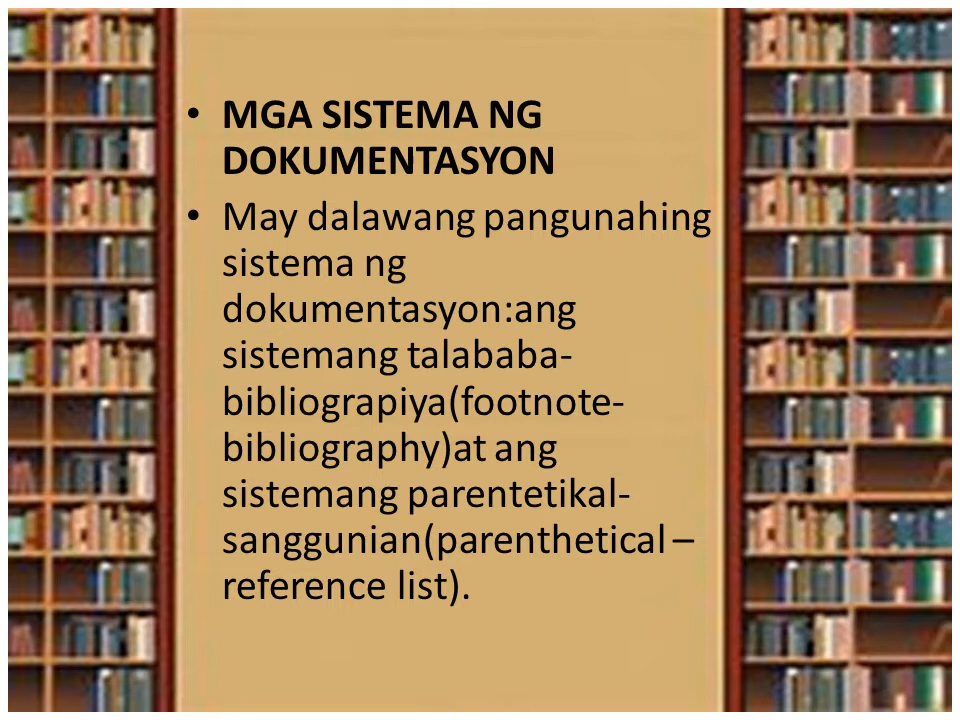 • MGA SISTEMA NG
DOKUMENTASYON
• May dalawang pangunahing
sistema ng
dokumentasyon:ang
sistemang talababa-
bibliograpiya(footnote-
bibliography)at ang
sistemang parentetikal-
sanggunian(parenthetical –
reference list).